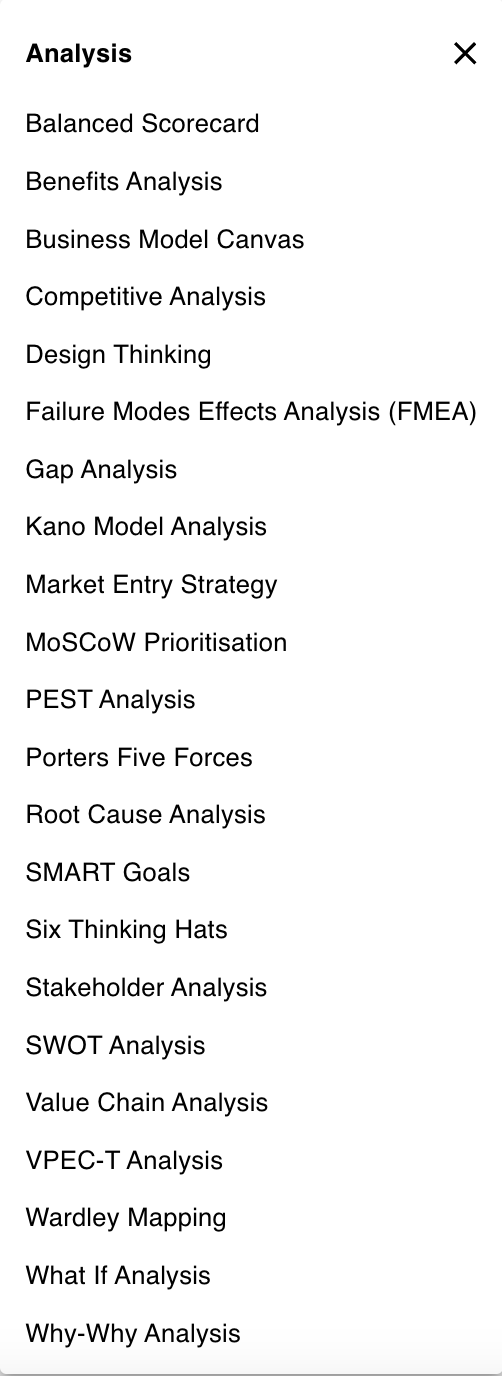 Analysis
Balanced Scorecard
Benefits Analysis
Business Model Canvas
Competitive Analysis
Design Thinking
Failure Modes Effects Analysis (FMEA)
Gap Analysis
Kano Model Analysis
Market Entry Strategy
MoSCoW Prioritisation
PEST Analysis
Porters Five Forces
Root Cause Analysis
SMART Goals
Six Thinking Hats
Stakeholder Analysis
SWOT Analysis
Value Chain Analysis
VPEC-T Analysis
Wardley Mapping
What If Analysis
Why-Why Analysis